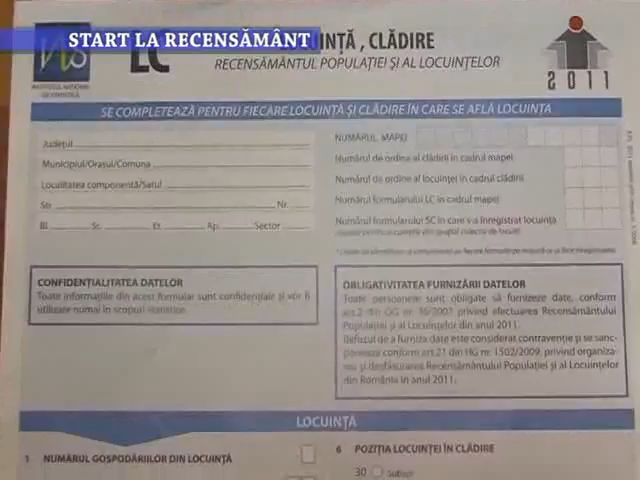 START LA RECENSĂMÂNT
LC
INȚĂ, CLĂDIRE
RECENSĂMÂNTUL POPULAȚIEI ȘI AL LOCUINȚELOR
2011
INSTITUTUL NAȚIONAL
DE STATISTICĂ
SE COMPLETEAZĂ PENTRU FIECARE LOCUINȚĂ ȘI CLĂDIRE ÎN CARE SE AFLĂ LOCUINȚA
Județul
Municipiul/Orașul/Comuna
Localitatea componentă/Satul
Str. Nr.
Bl. Sc. Et. Ap. Sector
NUMĂRUL MAPEI
Numărul de ordine al clădirii în cadrul mapei
Numărul de ordine al locuinței în cadrul clădirii
Numărul formularului LC în cadrul mapei
Numărul formularului SC în care va fi înregistrat locuința
CONFIDENȚIALITATEA DATELOR
Toate informațiile din acest formular sunt confidențiale și vor fi
utilizate numai în scopuri statistice.
OBLIGATIVITATEA FURNIZĂRII DATELOR
Toate persoanele sunt obligate să furnizeze date, conform
art.2 din OG nr. 36/2007 privind efectuarea Recensământului
Populației și al Locuințelor din anul 2011.
Refuzul de a furniza date este considerat contravenție și se sanc-
ționează conform art.21 din HG nr. 1502/2009, privind organiza-
rea și desfășurarea Recensământului Populației și al Locuințelor
din România în anul 2011.
LOCUINȚĂ
1 NUMĂRUL GOSPODĂRIILOR DIN LOCUINȚĂ
6 POZIȚIA LOCUINȚEI ÎN CLĂDIRE
30 Subsol